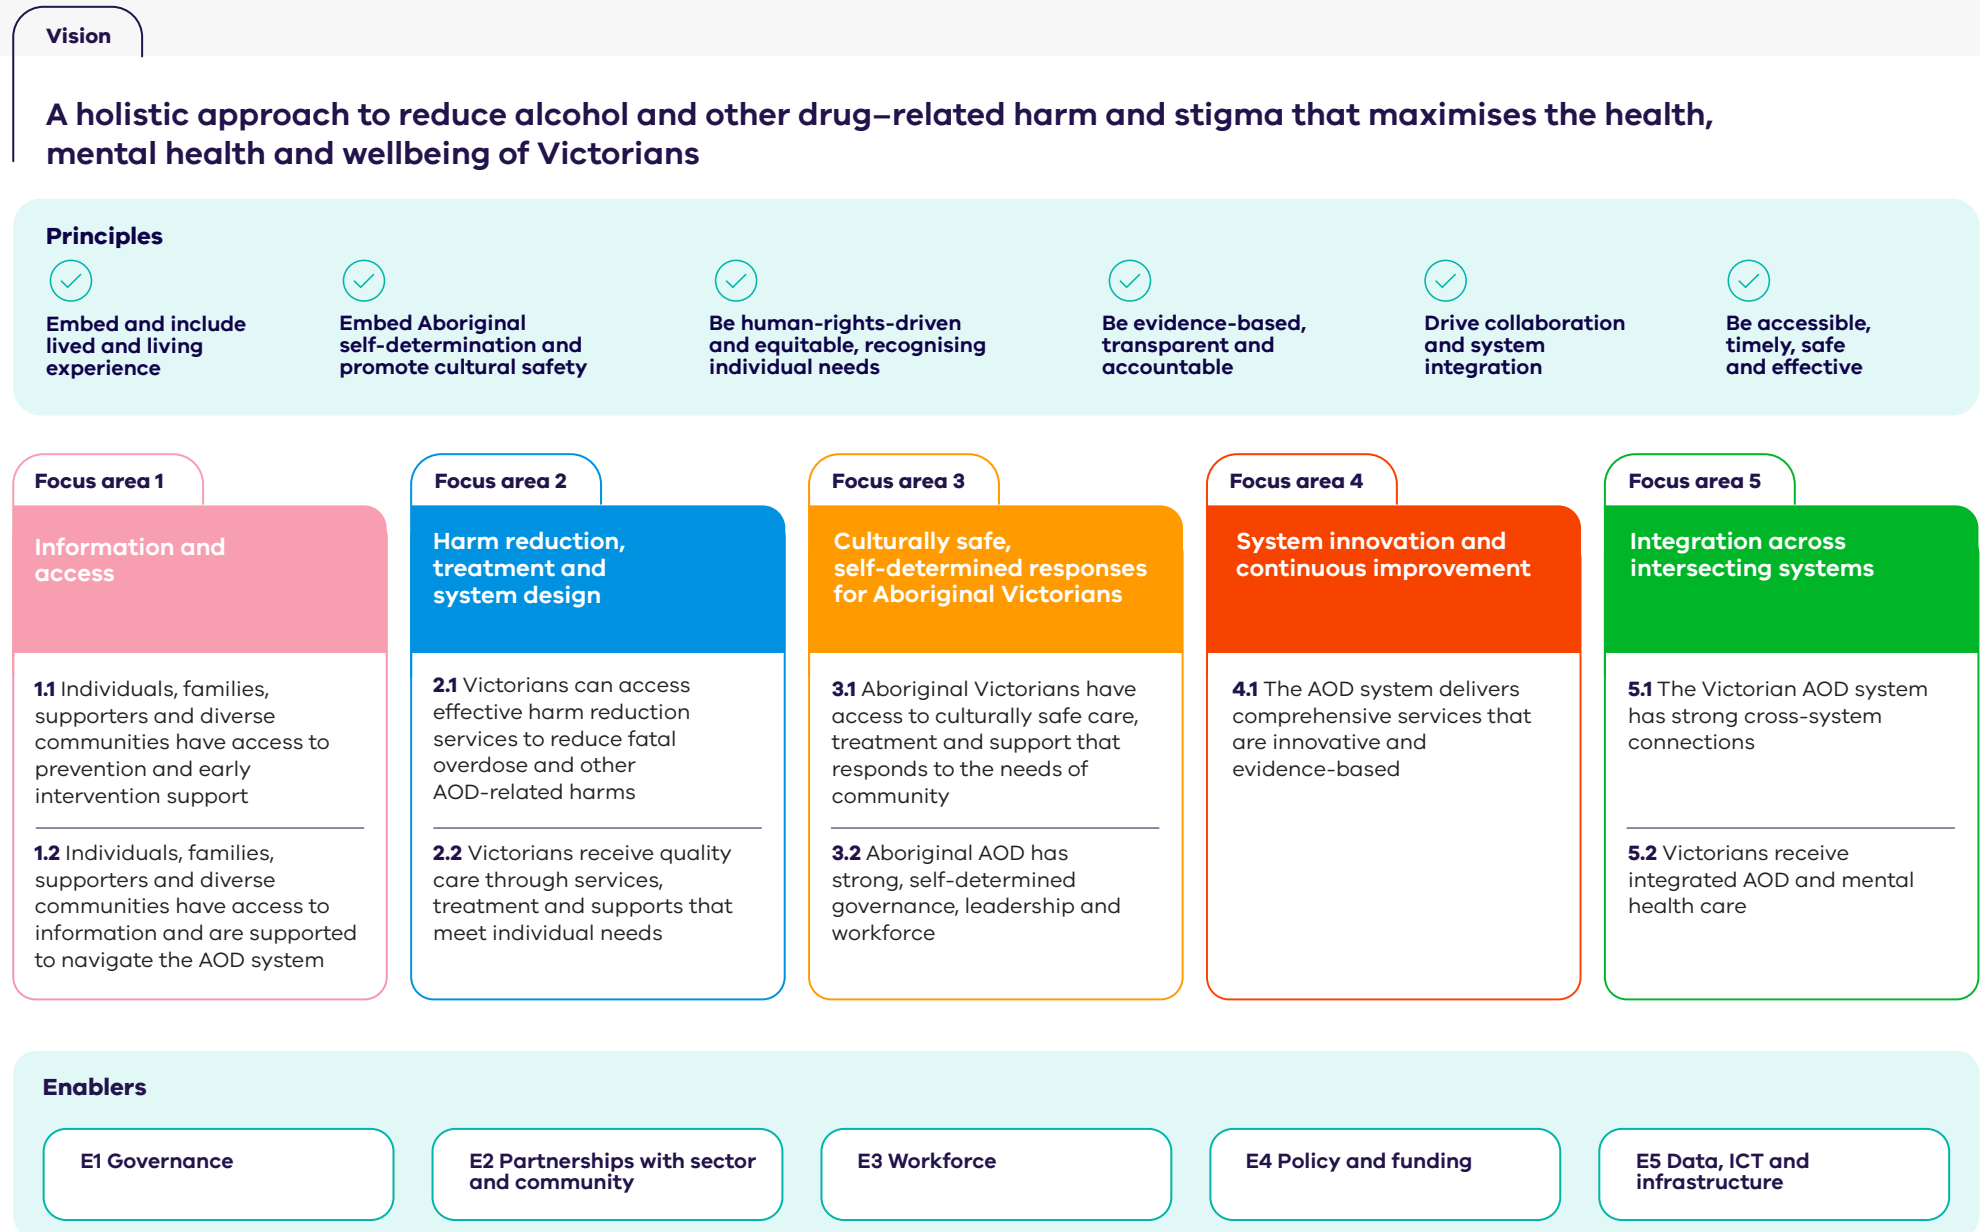 Vision
A holistic approach to reduce alcohol and other drug–related harm and stigma that maximises the health,
mental health and wellbeing of Victorians
Principles
Embed and include
lived and living
experience
Embed Aboriginal
self-determination and
promote cultural safety
Be human-rights-driven
and equitable, recognising
individual needs
Be evidence-based,
transparent and
accountable
Drive collaboration
and system
integration
Be accessible,
timely, safe
and effective
Focus area 1
Information and
access
1.1 Individuals, families,
supporters and diverse
communities have access to
prevention and early
intervention support
1.2 Individuals, families,
supporters and diverse
communities have access to
information and are supported
to navigate the AOD system
Focus area 2
Harm reduction,
treatment and
system design
2.1 Victorians can access
effective harm reduction
services to reduce fatal
overdose and other
AOD-related harms
2.2 Victorians receive quality
care through services,
treatment and supports that
meet individual needs
Focus area 3
Culturally safe,
self-determined responses
for Aboriginal Victorians
3.1 Aboriginal Victorians have
access to culturally safe care,
treatment and support that
responds to the needs of
community
3.2 Aboriginal AOD has
strong, self-determined
governance, leadership and
workforce
Focus area 4
System innovation and
continuous improvement
4.1 The AOD system delivers
comprehensive services that
are innovative and
evidence-based
Focus area 5
Integration across
intersecting systems
5.1 The Victorian AOD system
has strong cross-system
connections
5.2 Victorians receive
integrated AOD and mental
health care
Enablers
E1 Governance
E2 Partnerships with sector
and community
E3 Workforce
E4 Policy and funding
E5 Data, ICT and
infrastructure